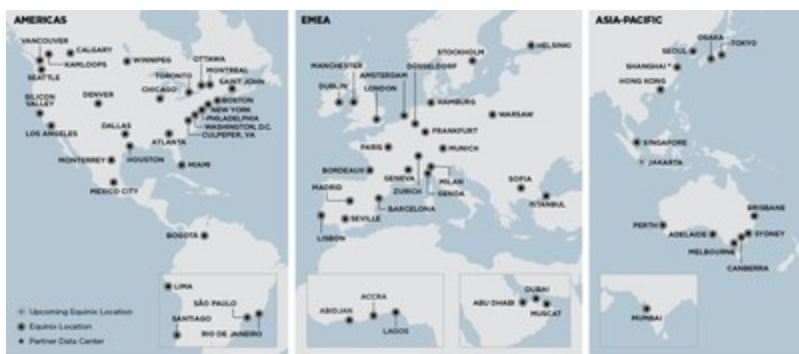 AMERICAS
VANCOUVER
CALGARY
KAMLOOPS
SEATTLE
WINNIPEG
OTTAWA
MONTREAL
TORONTO
SAINT JOHN
CHICAGO
BOSTON
NEW YORK
PHILADELPHIA
WASHINGTON, D.C.
CULPEPER, VA
SILICON
VALLEY
DENVER
LOS ANGELES
DALLAS
ATLANTA
HOUSTON
MONTERREY
MIAMI
MEXICO CITY
BOGOTÁ
LIMA
SÃO PAULO
SANTIAGO
RIO DE JANEIRO
Upcoming Equinix Location
Equinix Location
Partner Data Center
EMEA
STOCKHOLM
HELSINKI
MANCHESTER
DÜSSELDORF
AMSTERDAM
DUBLIN
LONDON
HAMBURG
WARSAW
FRANKFURT
PARIS
MUNICH
BORDEAUX
GENEVA
MILAN
ZURICH
GENOA
MADRID
BARCELONA
SOFIA
ISTANBUL
SEVILLE
LISBON
ACCRA
ABIDJAN
LAGOS
DUBAI
ABU DHABI
MUSCAT
ASIA-PACIFIC
OSAKA
SEOUL
TOKYO
SHANGHAI *
HONG KONG
SINGAPORE
JAKARTA
BRISBANE
PERTH
ADELAIDE
SYDNEY
MELBOURNE
CANBERRA
MUMBAI